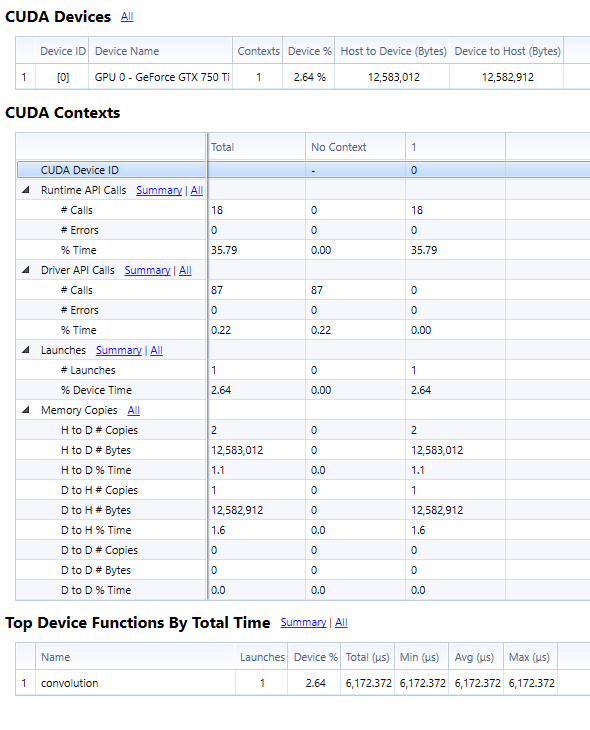 CUDA Devices All
Device ID Device Name Contexts Device % Host to Device (Bytes) Device to Host (Bytes)
1 [0] GPU 0 - GeForce GTX 750 Ti 1 2.64 % 12,583,012 12,582,912
CUDA Contexts
Total No Context 1
CUDA Device ID - 0
Runtime API Calls Summary | All
# Calls 18 0 18
# Errors 0 0 0
% Time 35.79 0.00 35.79
Driver API Calls Summary | All
# Calls 87 87 0
# Errors 0 0 0
% Time 0.22 0.22 0.00
Launches Summary | All
# Launches 1 0 1
% Device Time 2.64 0.00 2.64
Memory Copies All
H to D # Copies 2 0 2
H to D # Bytes 12,583,012 0 12,583,012
H to D % Time 1.1 0.0 1.1
D to H # Copies 1 0 1
D to H # Bytes 12,582,912 0 12,582,912
D to H % Time 1.6 0.0 1.6
D to D # Copies 0 0 0
D to D # Bytes 0 0 0
D to D % Time 0.0 0.0 0.0
Top Device Functions By Total Time Summary | All
Name Launches Device % Total (µs) Min (µs) Avg (µs) Max (µs)
1 convolution 1 2.64 6,172.372 6,172.372 6,172.372 6,172.372